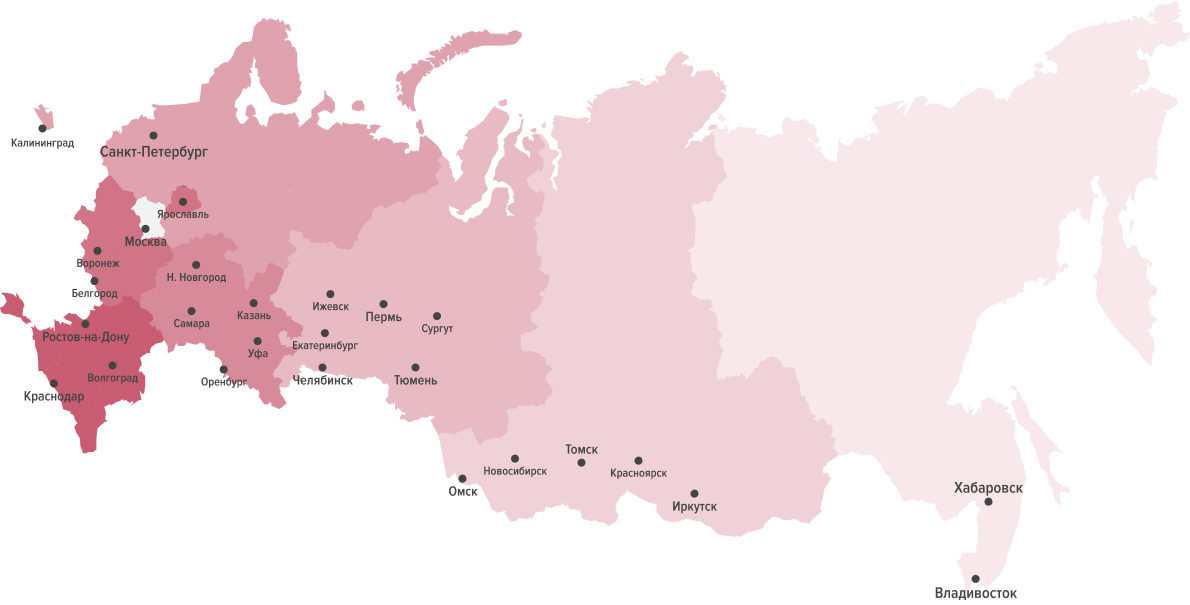 Калининград
Санкт-Петербург
Ярославль
Москва
Воронеж
Н. Новгород
Белгород
Ижевск
Казань
Пермь
Самара
Сургут
Ростов-на-Дону
Екатеринбург
Уфа
Волгоград
Оренбург
Челябинск
Тюмень
Краснодар
Томск
Новосибирск
Красноярск
Омск
Хабаровск
Иркутск
Владивосток